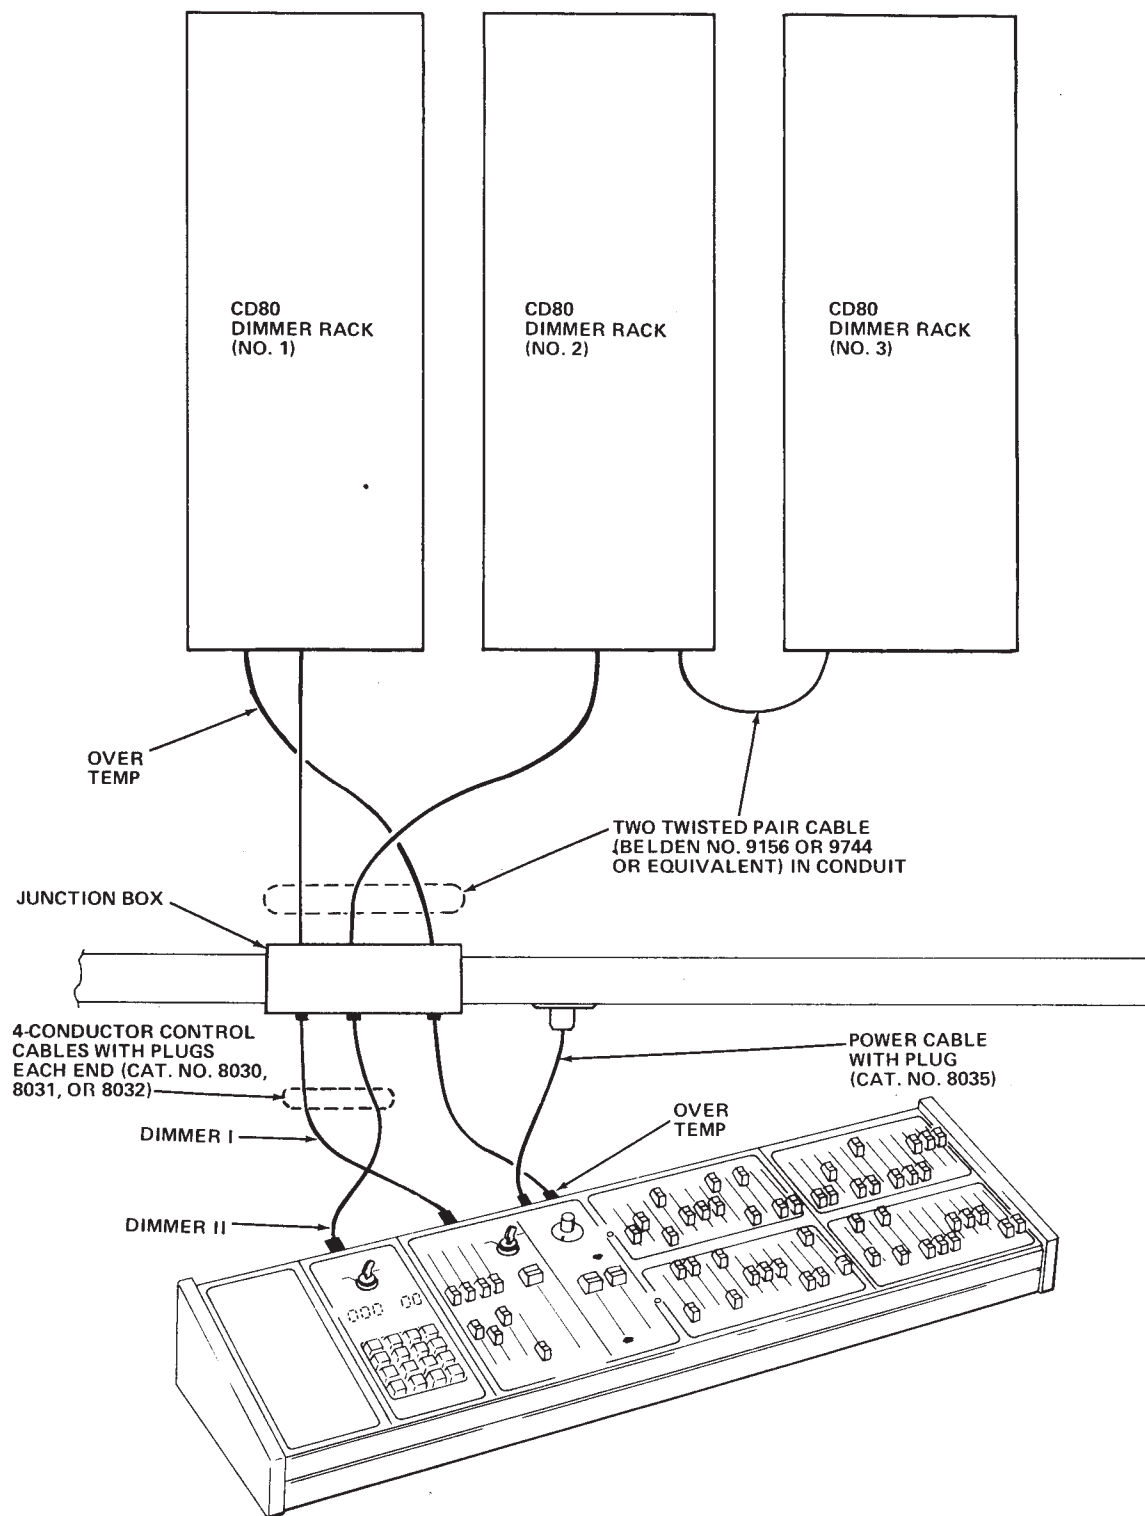 CD80
DIMMER RACK
(NO. 1)
CD80
DIMMER RACK
(NO. 2)
CD80
DIMMER RACK
(NO. 3)
OVER
TEMP
TWO TWISTED PAIR CABLE
(BELDEN NO. 9156 OR 9744
OR EQUIVALENT) IN CONDUIT
JUNCTION BOX
4-CONDUCTOR CONTROL
CABLES WITH PLUGS
EACH END (CAT. NO. 8030,
8031, OR 8032)
POWER CABLE
WITH PLUG
(CAT. NO. 8035)
OVER
TEMP
DIMMER I
DIMMER II
000 00